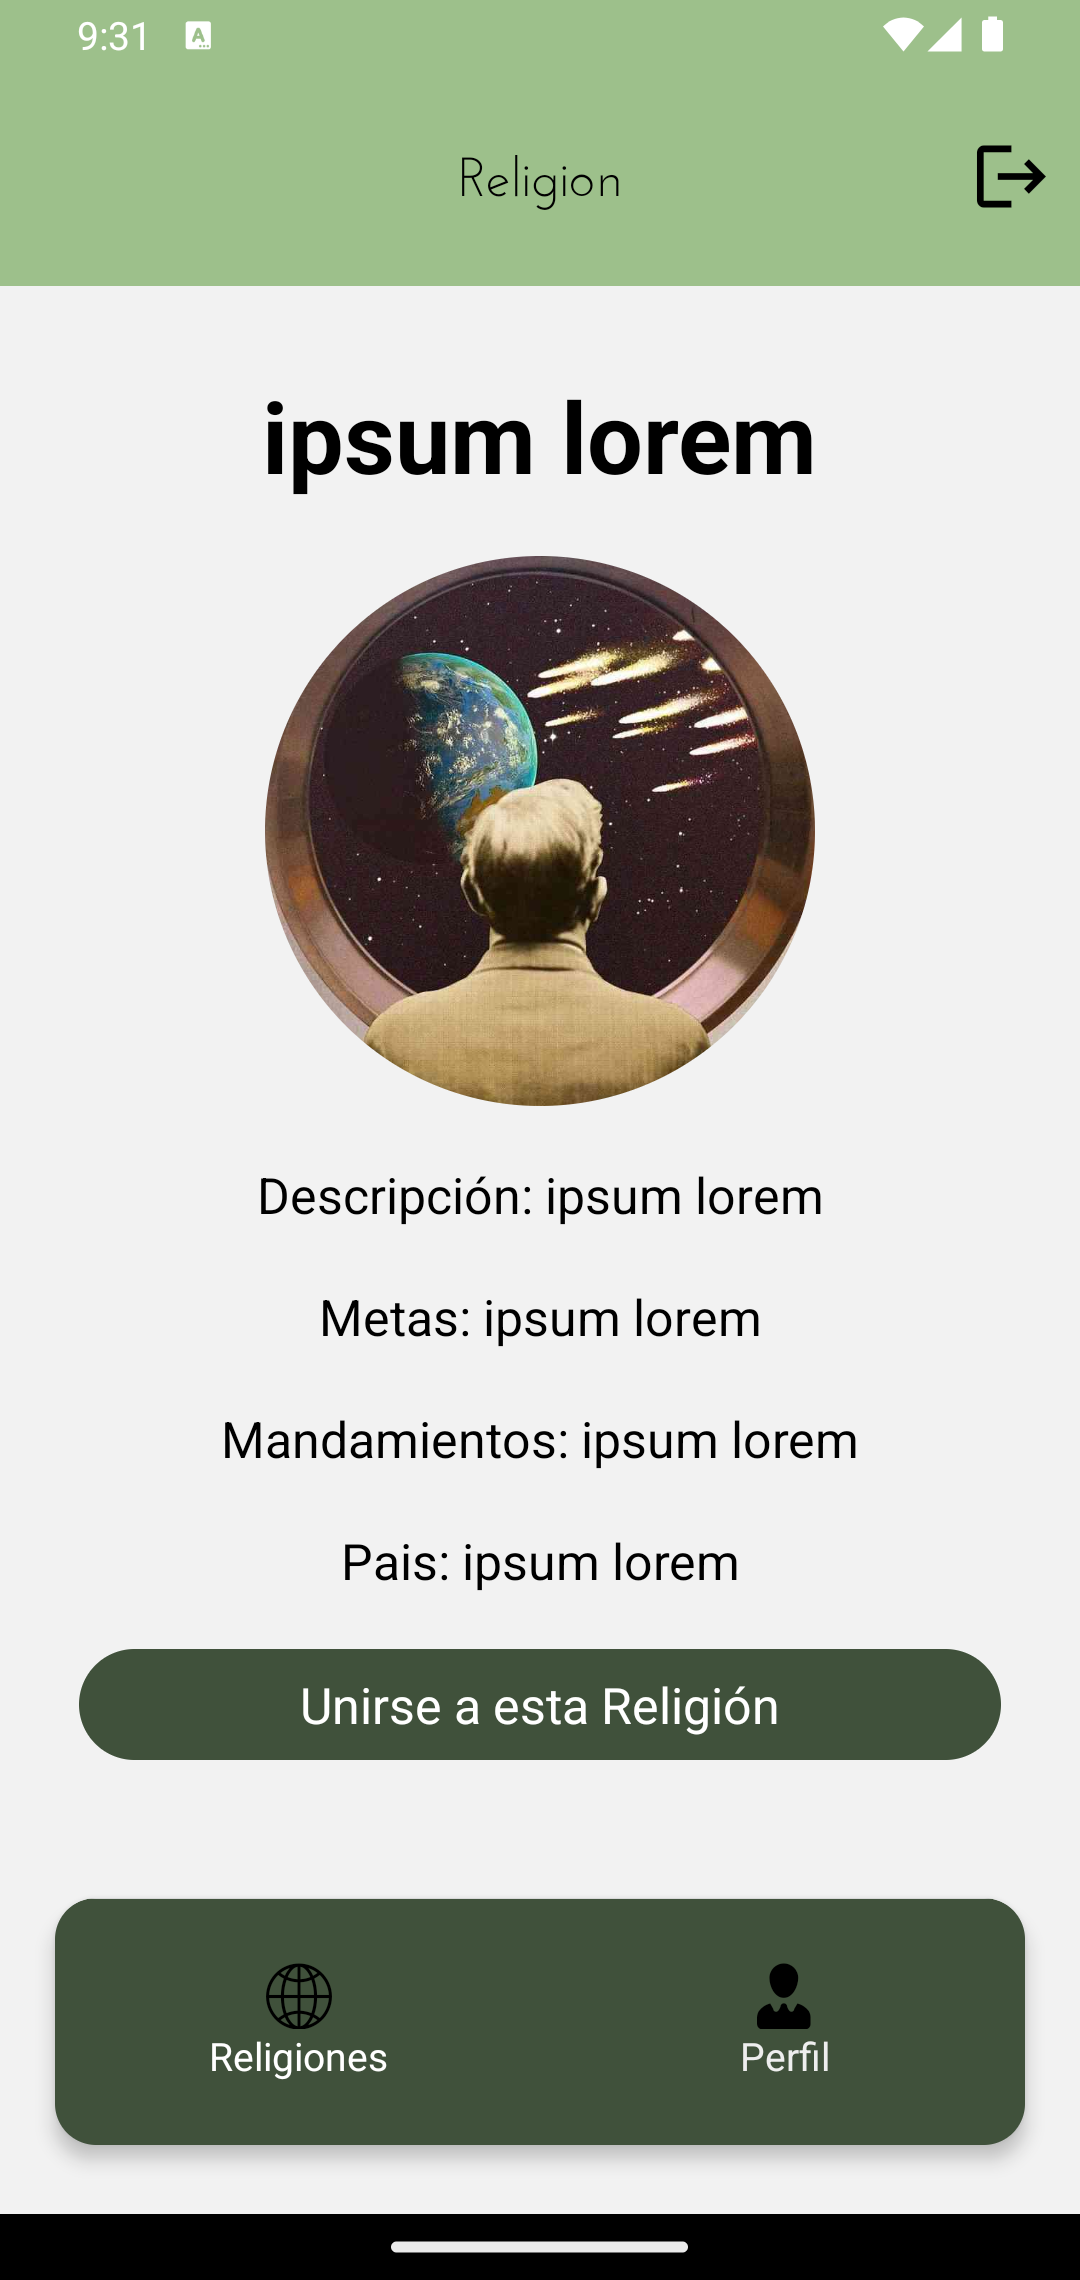 9:31
Religion
ipsum lorem
Descripción: ipsum lorem
Metas: ipsum lorem
Mandamientos: ipsum lorem
Pais: ipsum lorem
Unirse a esta Religión
Religiones
Perfil